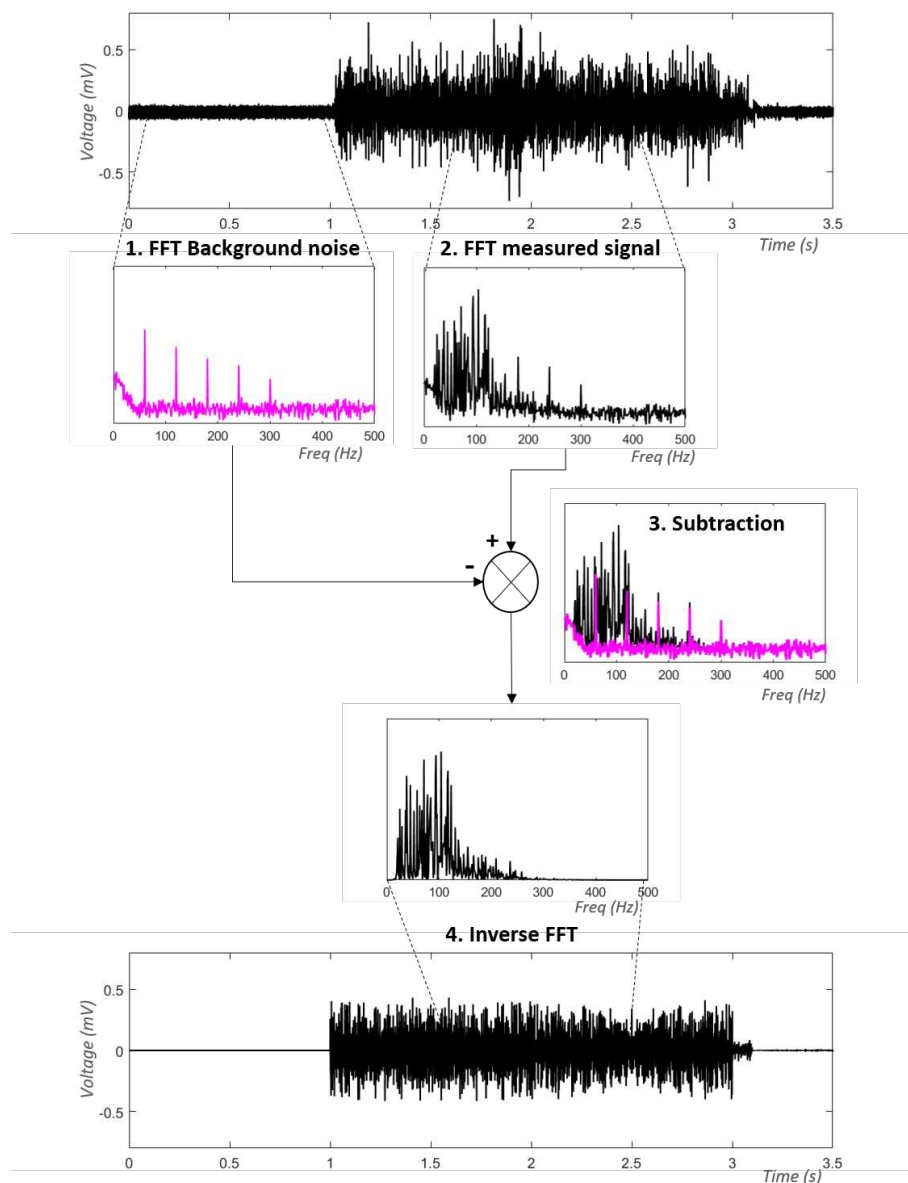 0.5
0
-0.5
Voltage (mV)
0 0.5 1 1.5 2 2.5 3 3.5
Time (s)
1. FFT Background noise
2. FFT measured signal
0 100 200 300 400 500
Freq (Hz)
0 100 200 300 400 500
Freq (Hz)
+
-
3. Subtraction
0 100 200 300 400 500
Freq (Hz)
0 100 200 300 400 500
Freq (Hz)
4. Inverse FFT
0.5
0
-0.5
Voltage (mV)
0 0.5 1 1.5 2 2.5 3 3.5
Time (s)